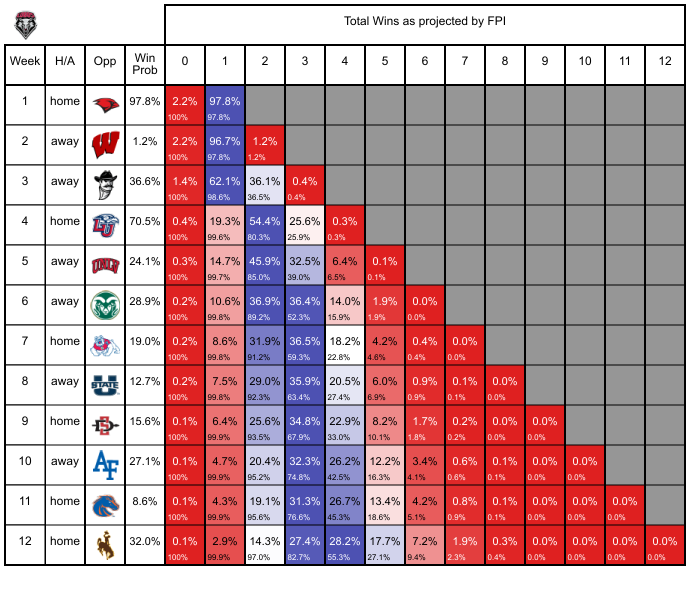 Total Wins as projected by FPI
Week H/A Opp Win Prob 0 1 2 3 4 5 6 7 8 9 10 11 12
1 home 97.8% 2.2% 97.8%
100% 97.8%
2 away W 1.2% 2.2% 96.7% 1.2%
100% 97.8% 1.2%
3 away 36.6% 1.4% 62.1% 36.1% 0.4%
100% 98.6% 36.5% 0.4%
4 home LU 70.5% 0.4% 19.3% 54.4% 25.6% 0.3%
100% 99.6% 80.3% 25.9% 0.3%
5 away UNLV 24.1% 0.3% 14.7% 45.9% 32.5% 6.4% 0.1%
100% 99.7% 85.0% 39.0% 6.5% 0.1%
6 away 28.9% 0.2% 10.6% 36.9% 36.4% 14.0% 1.9% 0.0%
100% 99.8% 89.2% 52.3% 15.9% 1.9% 0.0%
7 home 19.0% 0.2% 8.6% 31.9% 36.5% 18.2% 4.2% 0.4% 0.0%
100% 99.8% 91.2% 59.3% 22.8% 4.6% 0.4% 0.0%
8 away U STATE 12.7% 0.2% 7.5% 29.0% 35.9% 20.5% 6.0% 0.9% 0.1% 0.0%
100% 99.8% 92.3% 63.4% 27.4% 6.9% 0.9% 0.1% 0.0%
9 home SD 15.6% 0.1% 6.4% 25.6% 34.8% 22.9% 8.2% 1.7% 0.2% 0.0% 0.0%
100% 99.9% 93.5% 67.9% 33.0% 10.1% 1.8% 0.2% 0.0% 0.0%
10 away AF 27.1% 0.1% 4.7% 20.4% 32.3% 26.2% 12.2% 3.4% 0.6% 0.1% 0.0% 0.0%
100% 99.9% 95.2% 74.8% 42.5% 16.3% 4.1% 0.6% 0.1% 0.0% 0.0%
11 home 8.6% 0.1% 4.3% 19.1% 31.3% 26.7% 13.4% 4.2% 0.8% 0.1% 0.0% 0.0% 0.0%
100% 99.9% 95.6% 76.6% 45.3% 18.6% 5.1% 0.9% 0.1% 0.0% 0.0% 0.0%
12 home 32.0% 0.1% 2.9% 14.3% 27.4% 28.2% 17.7% 7.2% 1.9% 0.3% 0.0% 0.0% 0.0% 0.0%
100% 99.9% 97.0% 82.7% 55.3% 27.1% 9.4% 2.3% 0.4% 0.0% 0.0% 0.0% 0.0%